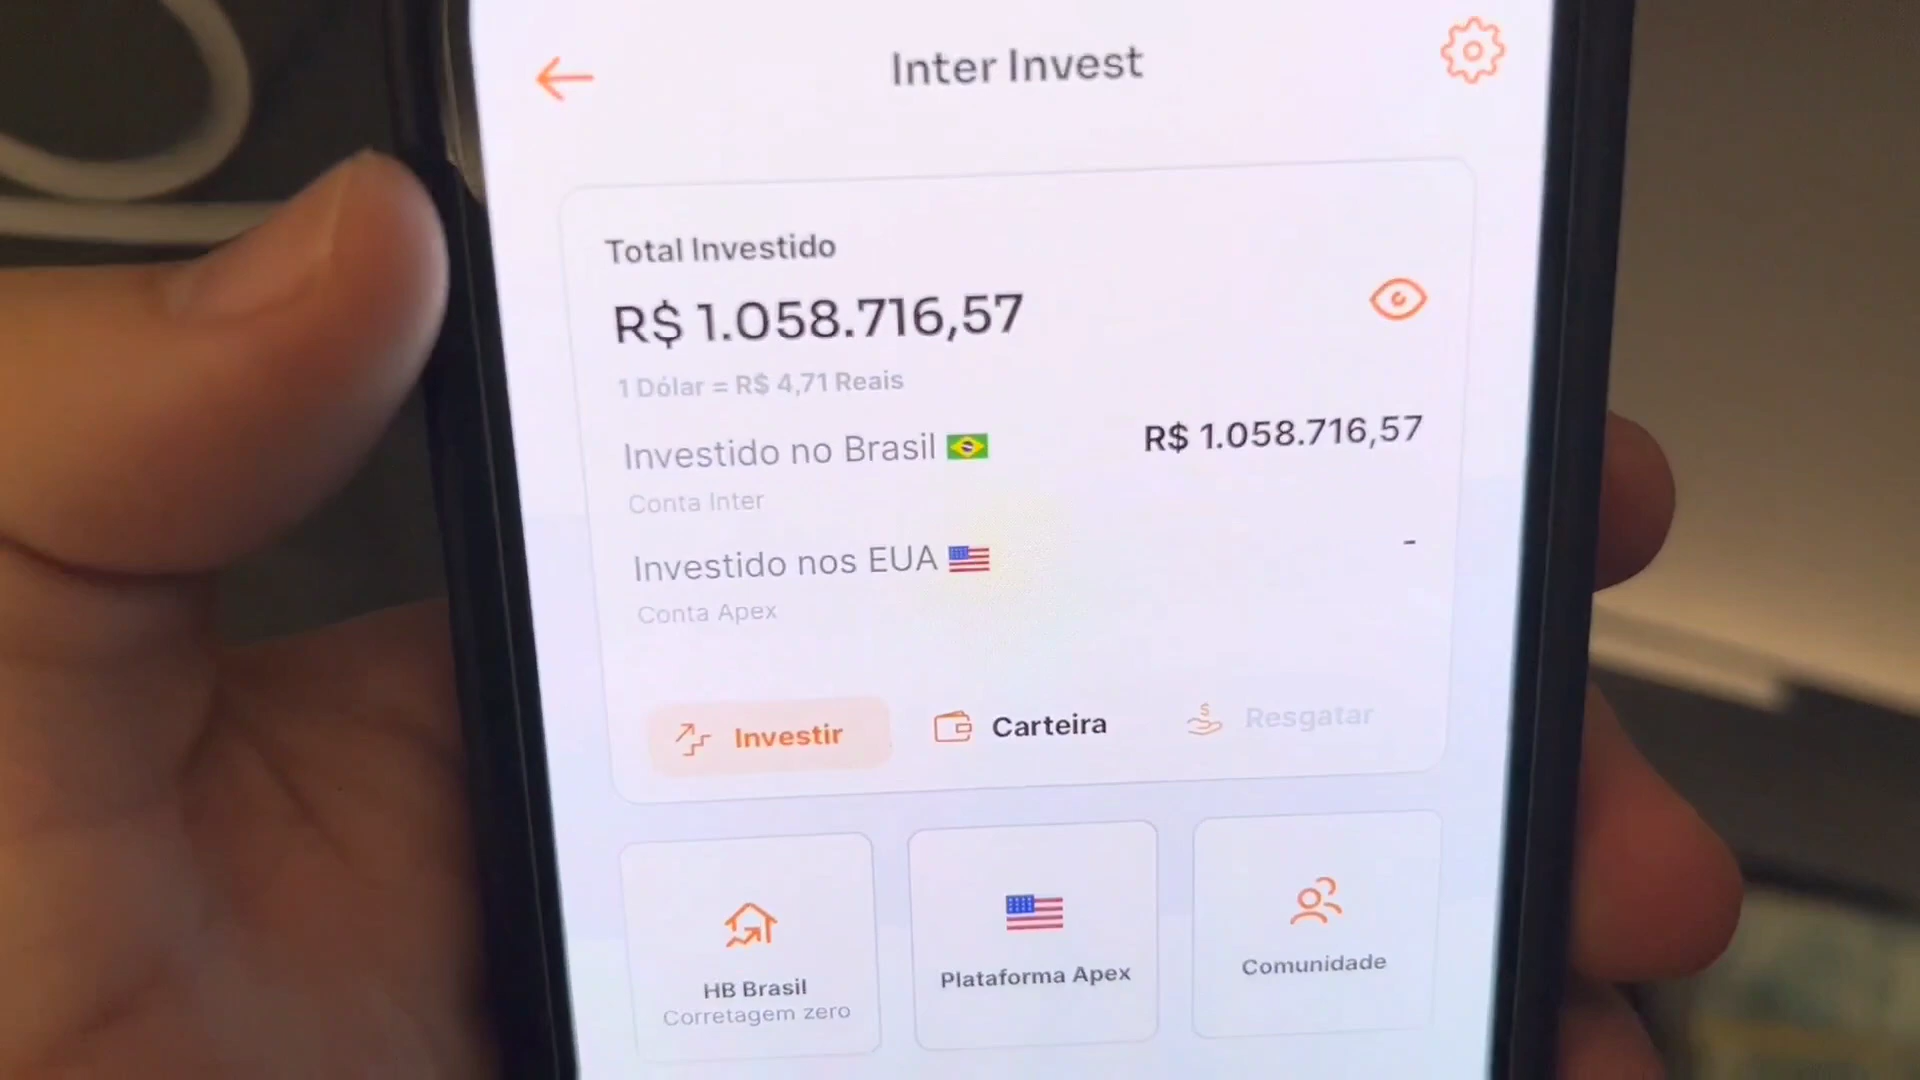 Inter Invest
Total Investido
R$ 1.058.716,57
1 Dólar = R$ 4,71 Reais
Investido no Brasil R$ 1.058.716,57
Conta Inter
Investido nos EUA -
Conta Apex
Investir Carteira Resgatar
HB Brasil
Corretagem zero
Plataforma Apex
Comunidade